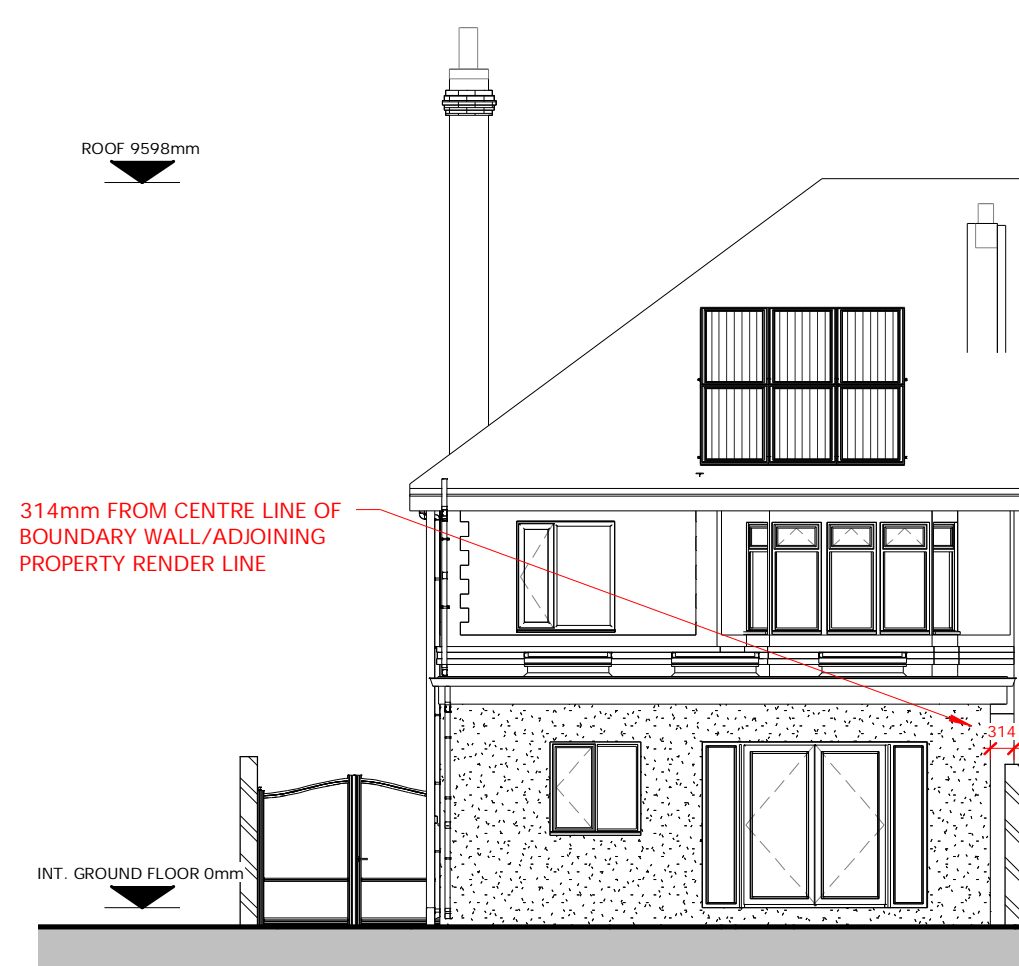 ROOF 9598mm
314mm FROM CENTRE LINE OF
BOUNDARY WALL/ADJOINING
PROPERTY RENDER LINE
314
INT. GROUND FLOOR 0mm